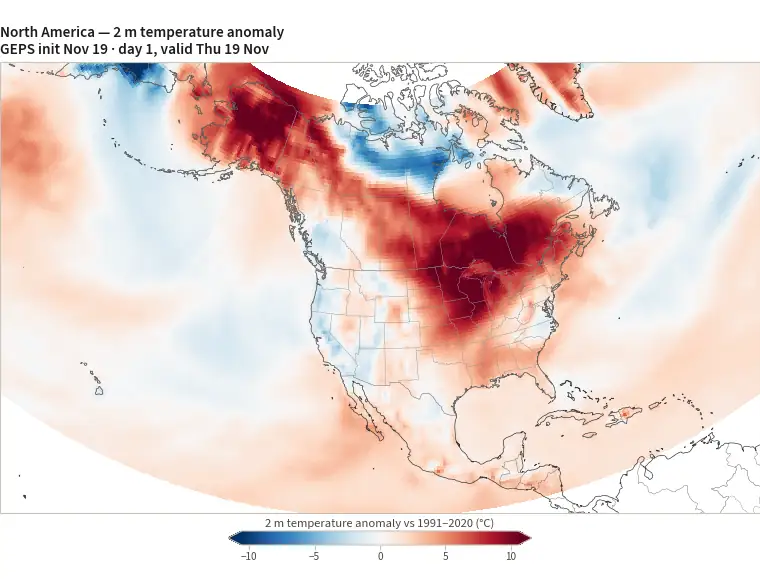 North America — 2 m temperature anomaly
GEPS init Nov 19 · day 1, valid Thu 19 Nov
2 m temperature anomaly vs 1991–2020 (°C)
−10 −5 0 5 10